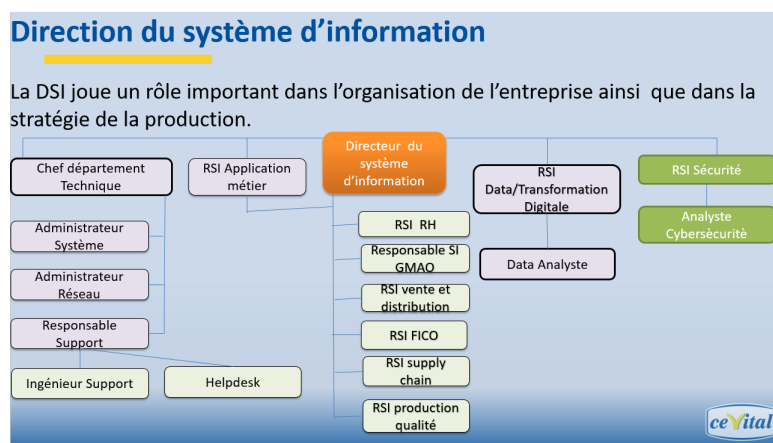 Direction du système d’information
La DSI joue un rôle important dans l’organisation de l’entreprise ainsi que dans la
stratégie de la production.
Directeur du
système
d’information
Chef département
Technique
RSI Application
métier
RSI
Data/Transformation
Digitale
RSI Sécurité
Administrateur
Système
Administrateur
Réseau
Responsable
Support
Ingénieur Support
Helpdesk
RSI RH
Responsable SI
GMAO
RSI vente et
distribution
RSI FICO
RSI supply
chain
RSI production
qualité
Data Analyste
Analyste
Cybersècuritè
cevital